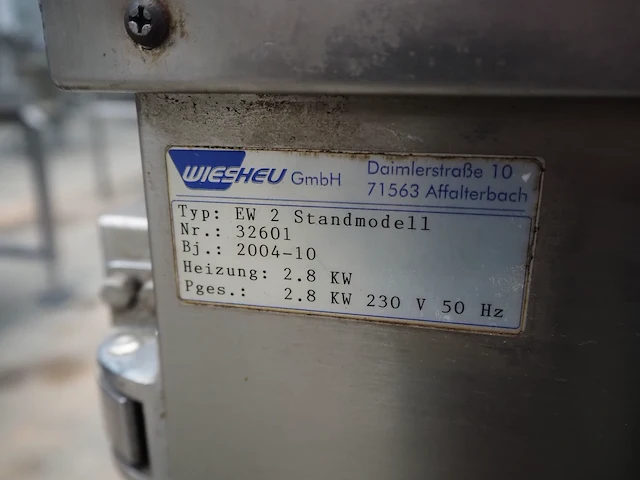 WIESHEU GmbH
Daimlerstraße 10
71563 Affalterbach
Typ: EW 2 Standmodell
Nr.: 32601
Bj.: 2004-10
Heizung: 2.8 KW
Pges.: 2.8 KW 230 V 50 Hz